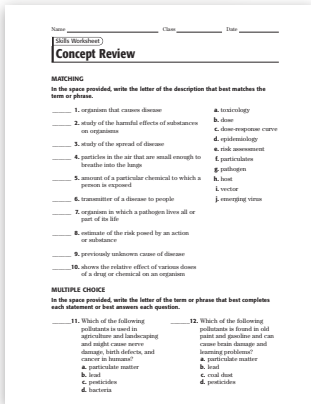 Name Class Date
Skills Worksheet
Concept Review
MATCHING
In the space provided, write the letter of the description that best matches the
term or phrase.
1. organism that causes disease
2. study of the harmful effects of substances
on organisms
3. study of the spread of disease
4. particles in the air that are small enough to
breathe into the lungs
5. amount of a particular chemical to which a
person is exposed
6. transmitter of a disease to people
7. organism in which a pathogen lives all or
part of its life
8. estimate of the risk posed by an action
or substance
9. previously unknown cause of disease
10. shows the relative effect of various doses
of a drug or chemical on an organism
a. toxicology
b. dose
c. dose-response curve
d. epidemiology
e. risk assessment
f. particulates
g. pathogen
h. host
i. vector
j. emerging virus
MULTIPLE CHOICE
In the space provided, write the letter of the term or phrase that best completes
each statement or best answers each question.
11. Which of the following
pollutants is used in
agriculture and landscaping
and might cause nerve
damage, birth defects, and
cancer in humans?
a. particulate matter
b. lead
c. pesticides
d. bacteria
12. Which of the following
pollutants is found in old
paint and gasoline and can
cause brain damage and
learning problems?
a. particulate matter
b. lead
c. coal dust
d. pesticides